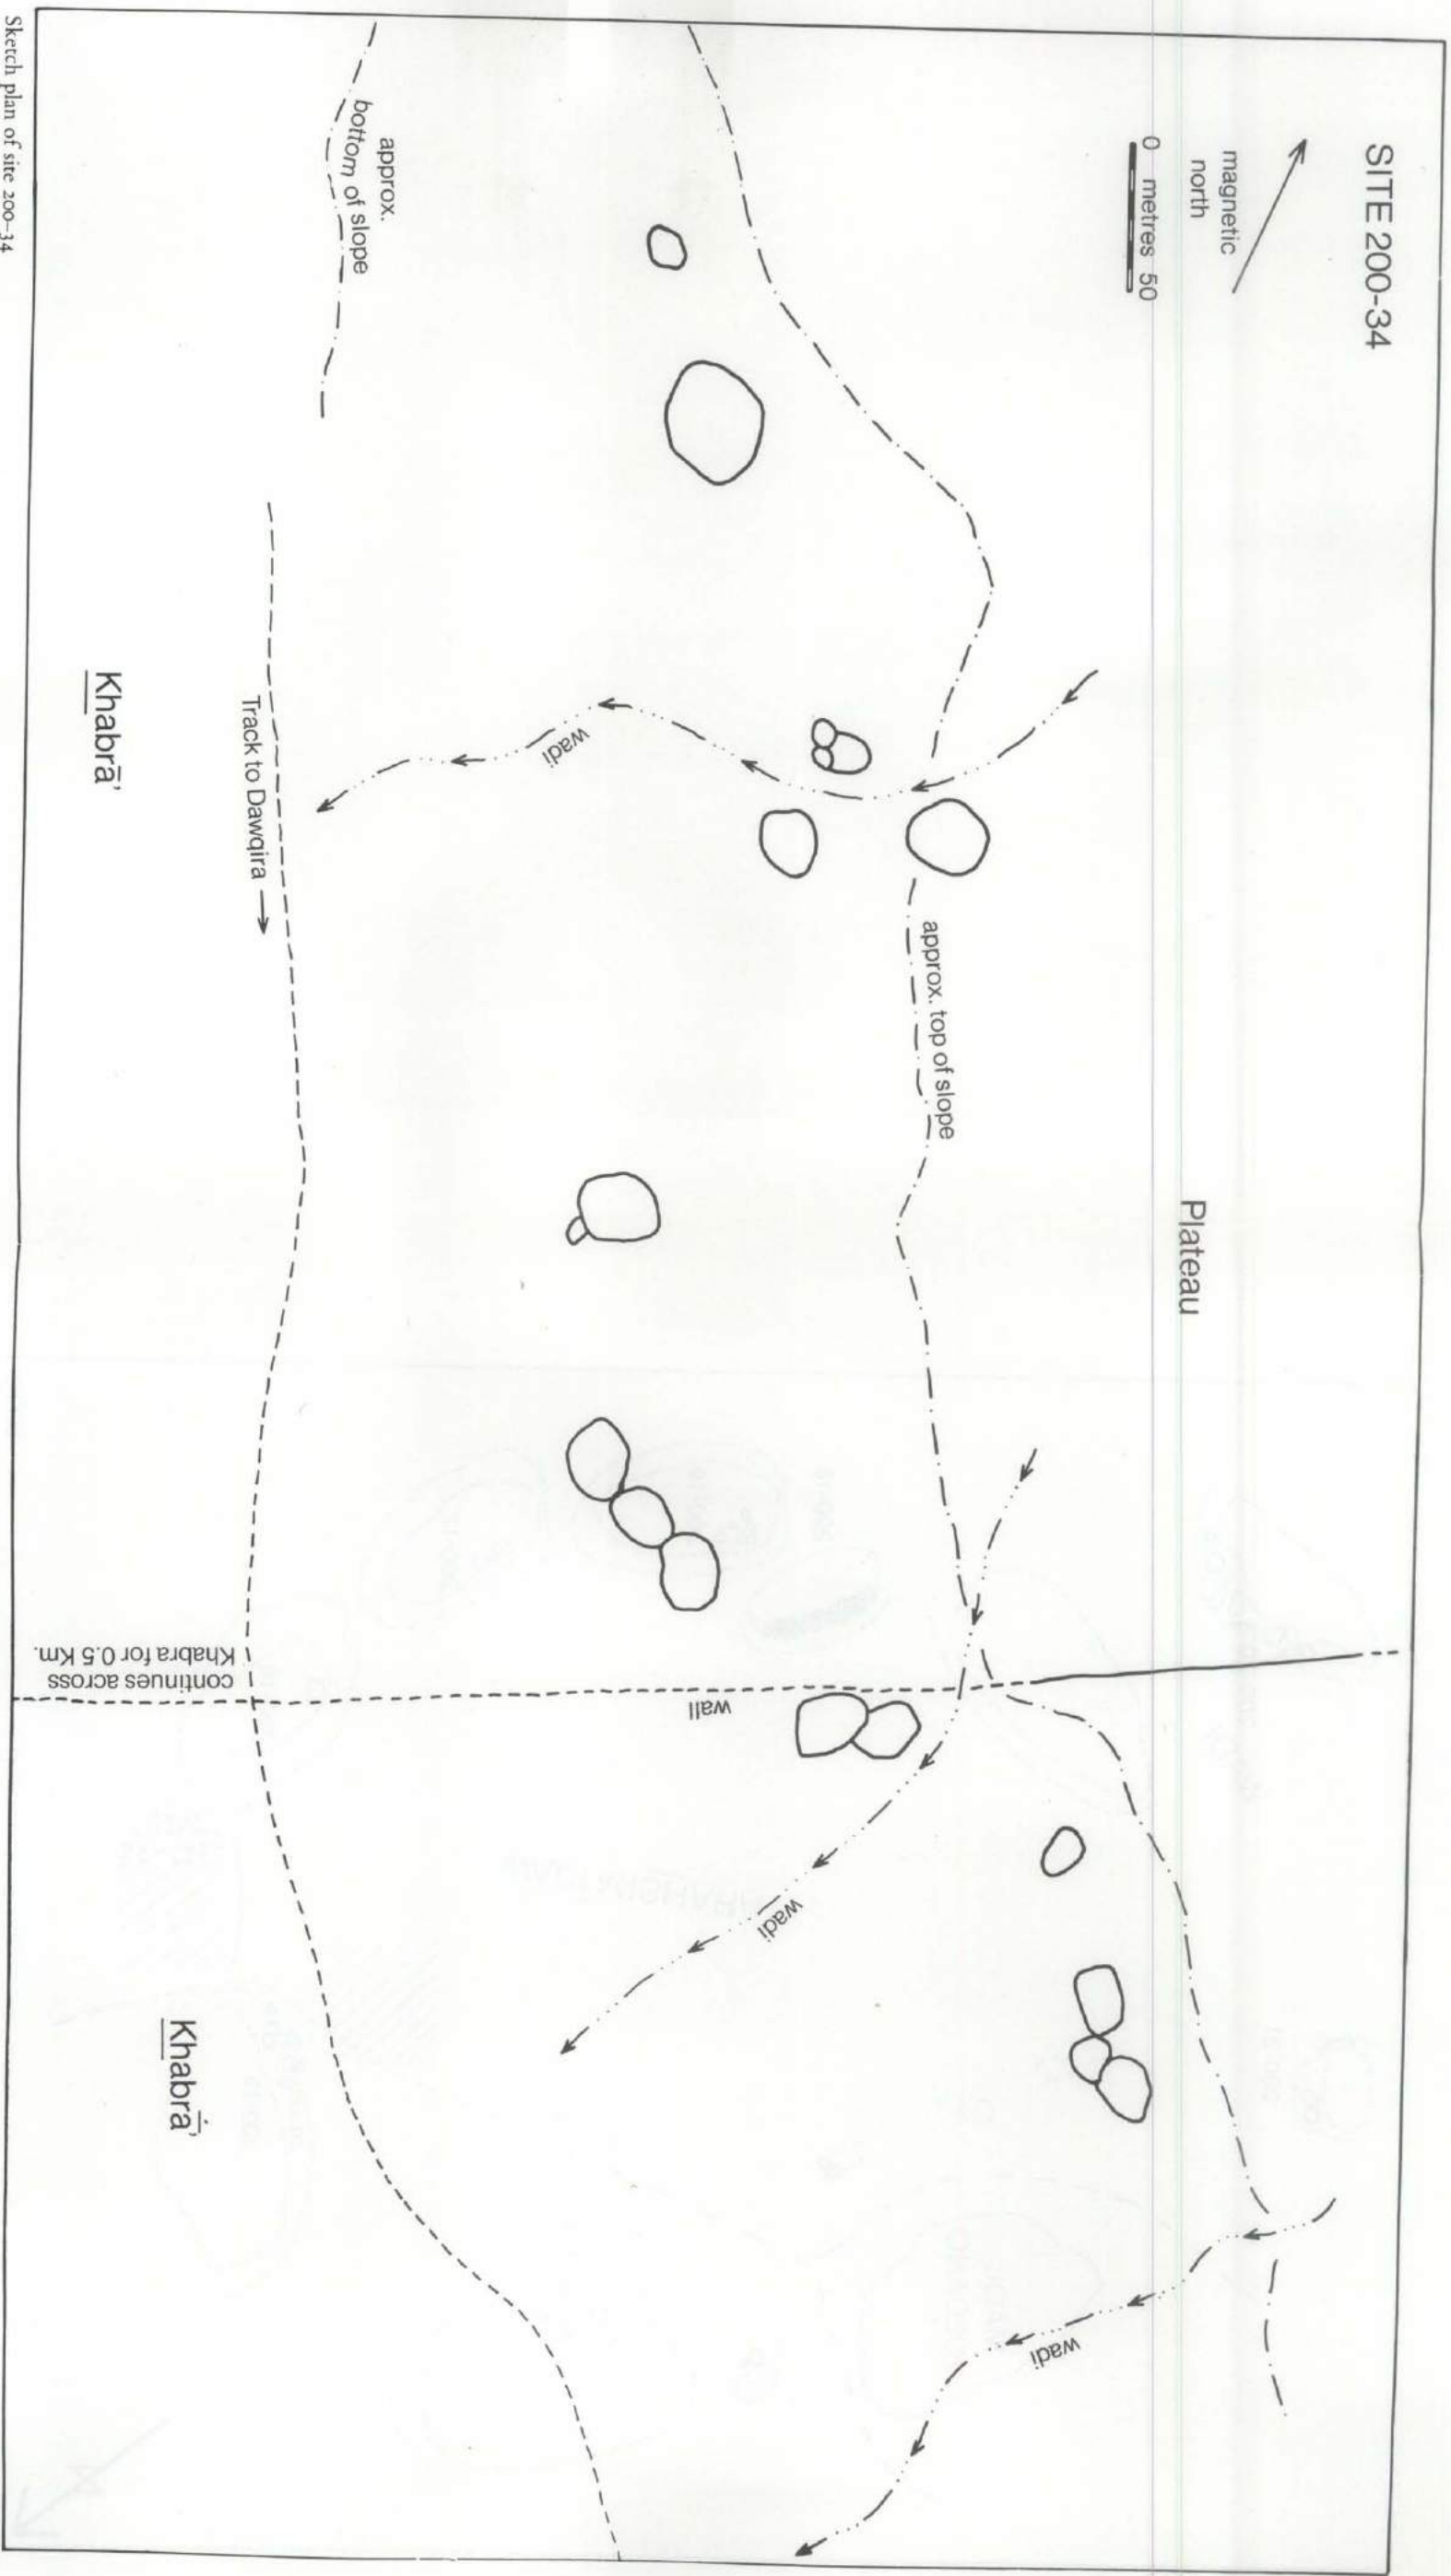 SITE 200-34
magnetic
north
0 metres 50
Plateau
approx. top of slope
approx.
bottom of slope
wadi
Track to Dawqira →
Khabrā'
wall
continues across
Khabra for 0.5 Km.
wadi
wadi
Khabrā'
Sketch plan of site 200–34